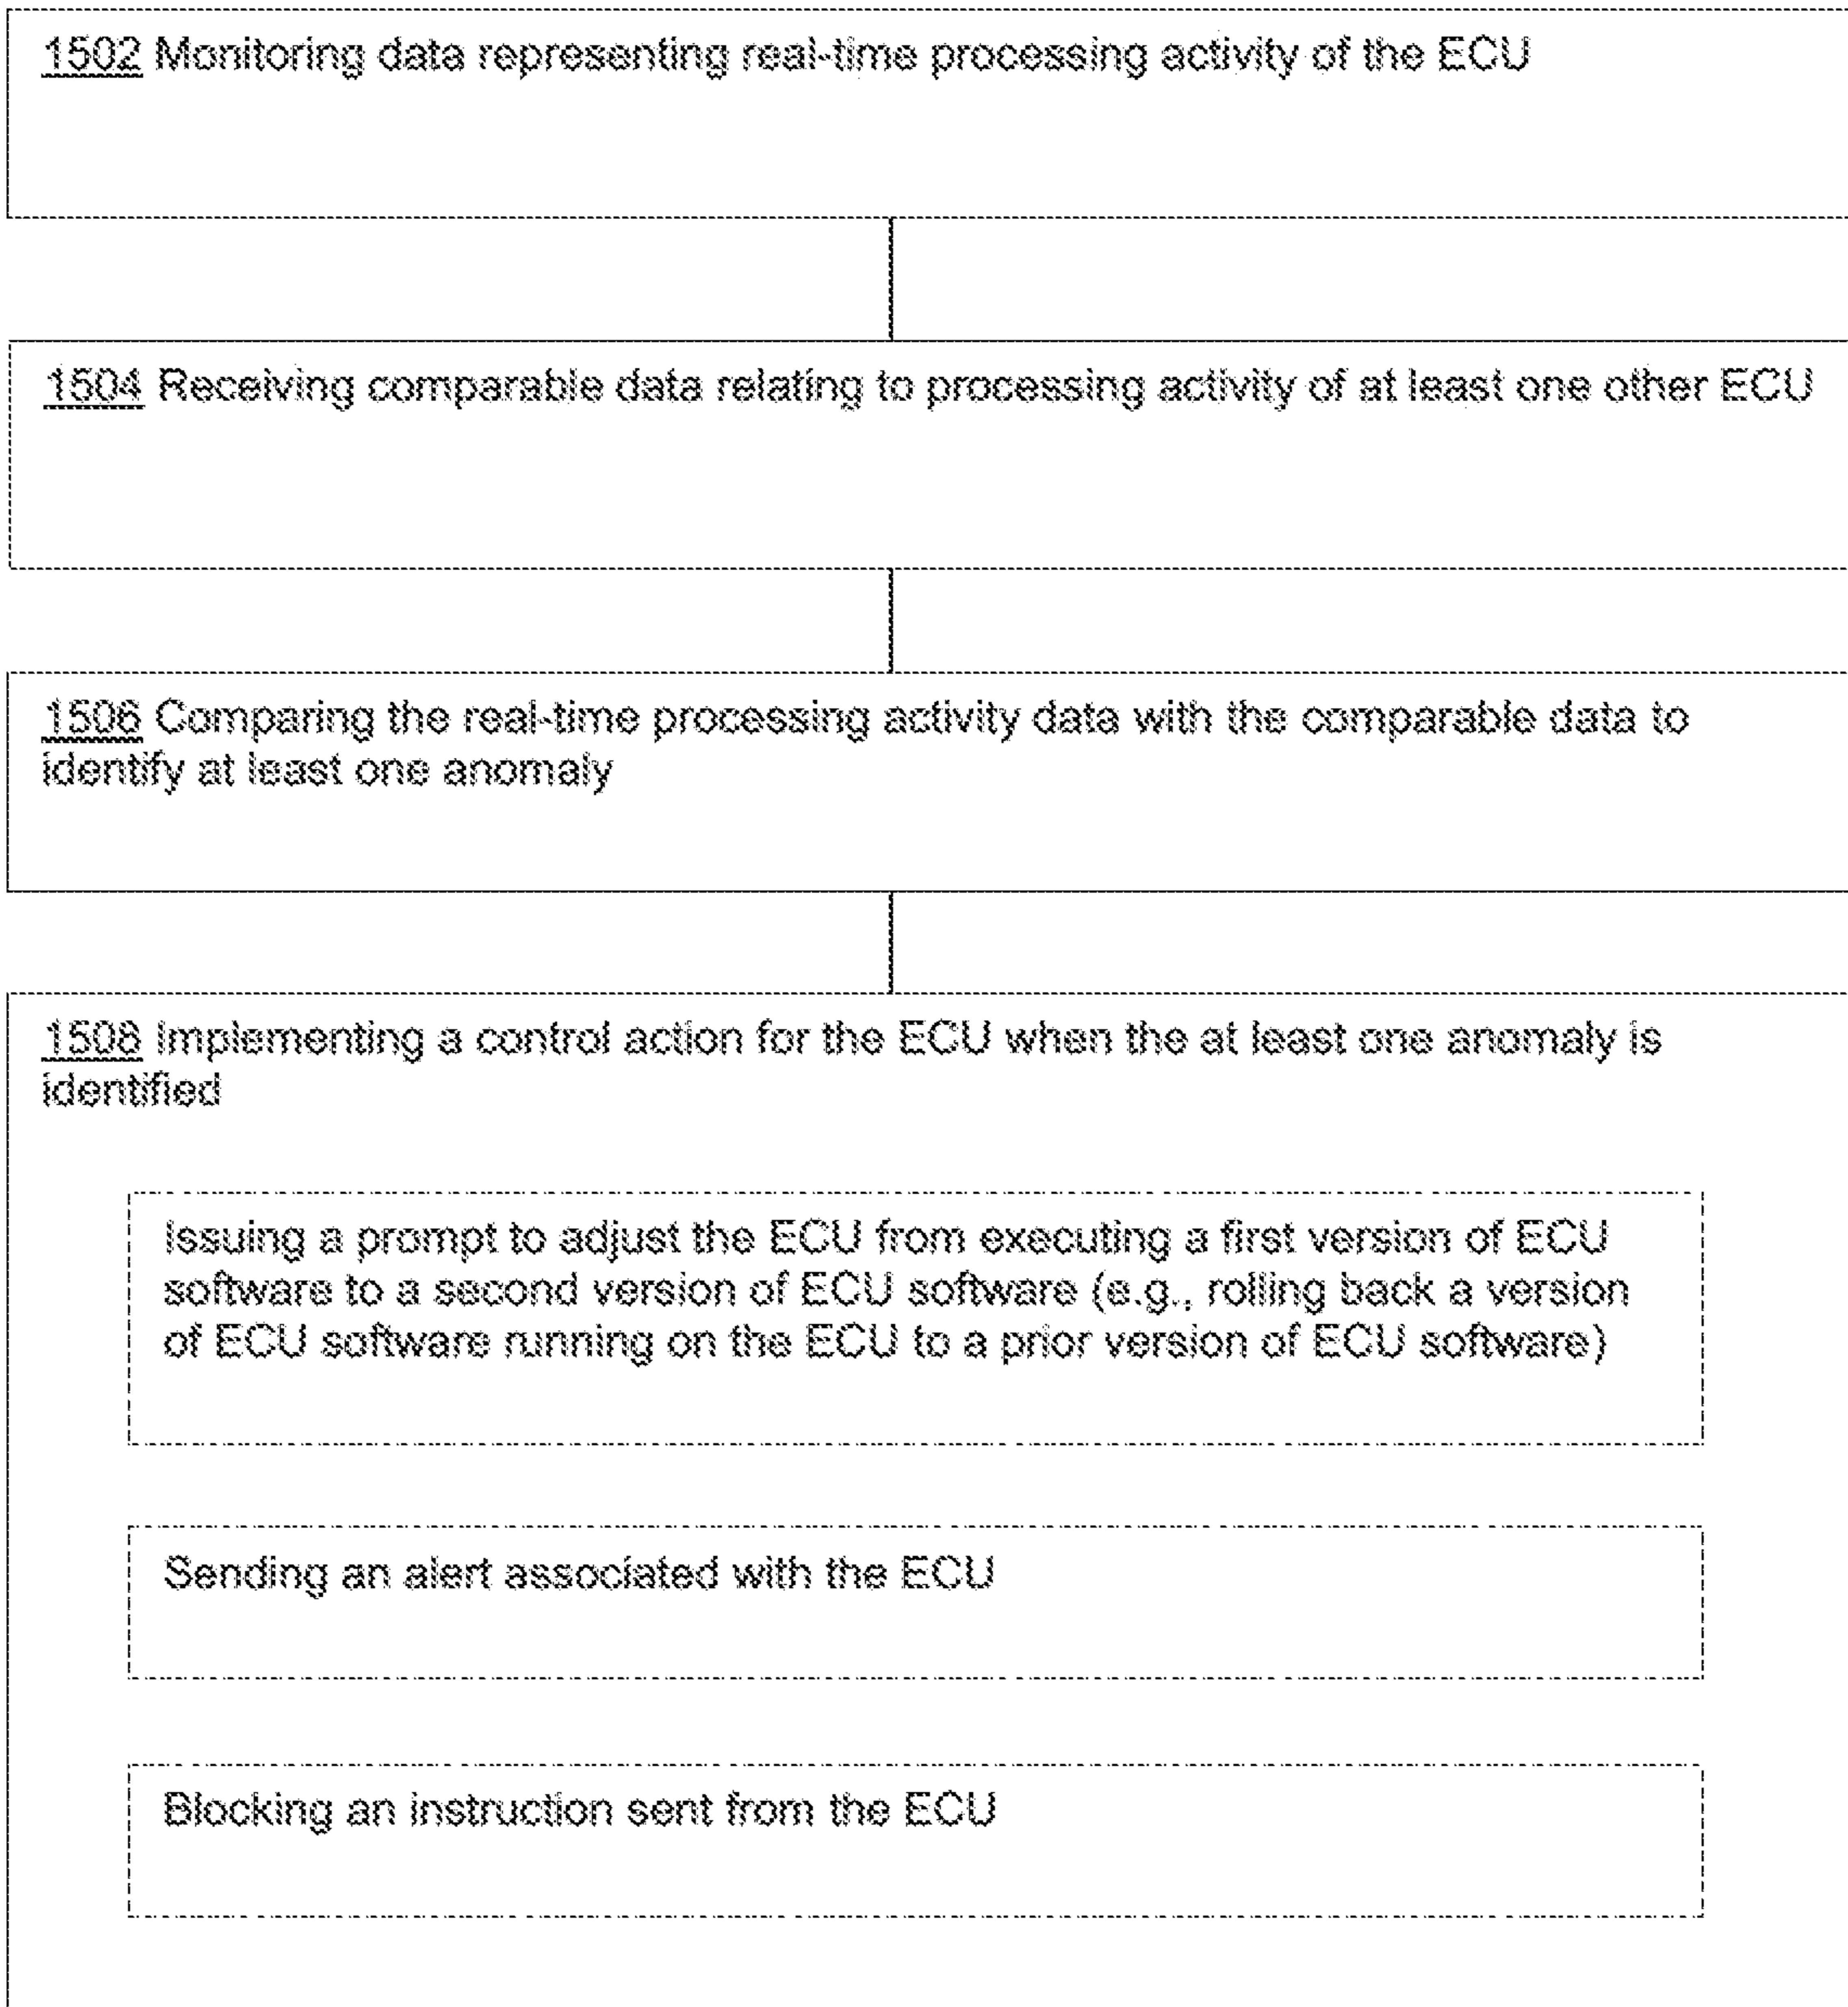 1502 Monitoring data representing real-time processing activity of the ECU
1504 Receiving comparable data relating to processing activity of at least one other ECU
1506 Comparing the real-time processing activity data with the comparable data to
identify at least one anomaly
1508 Implementing a control action for the ECU when the at least one anomaly is
identified
Issuing a prompt to adjust the ECU from executing a first version of ECU
software to a second version of ECU software (e.g., rolling back a version
of ECU software running on the ECU to a prior version of ECU software)
Sending an alert associated with the ECU
Blocking an instruction sent from the ECU